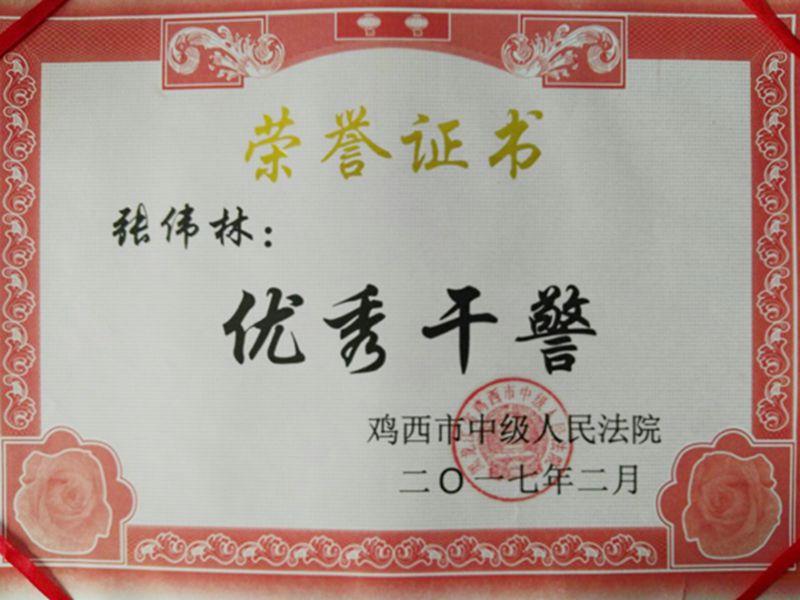 荣誉证书
张伟林：
优秀干警
鸡西市中级人民法院
二〇一七年二月